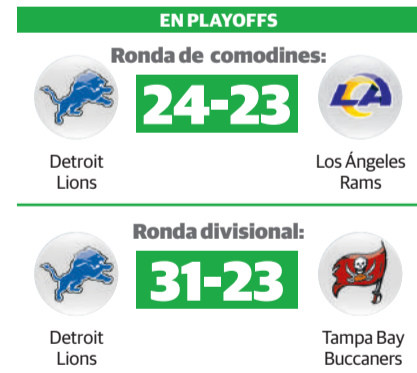 EN PLAYOFFS
Ronda de comodines:
24-23
Detroit
Lions
LA
Los Ángeles
Rams
Ronda divisional:
31-23
Detroit
Lions
Tampa Bay
Buccaners